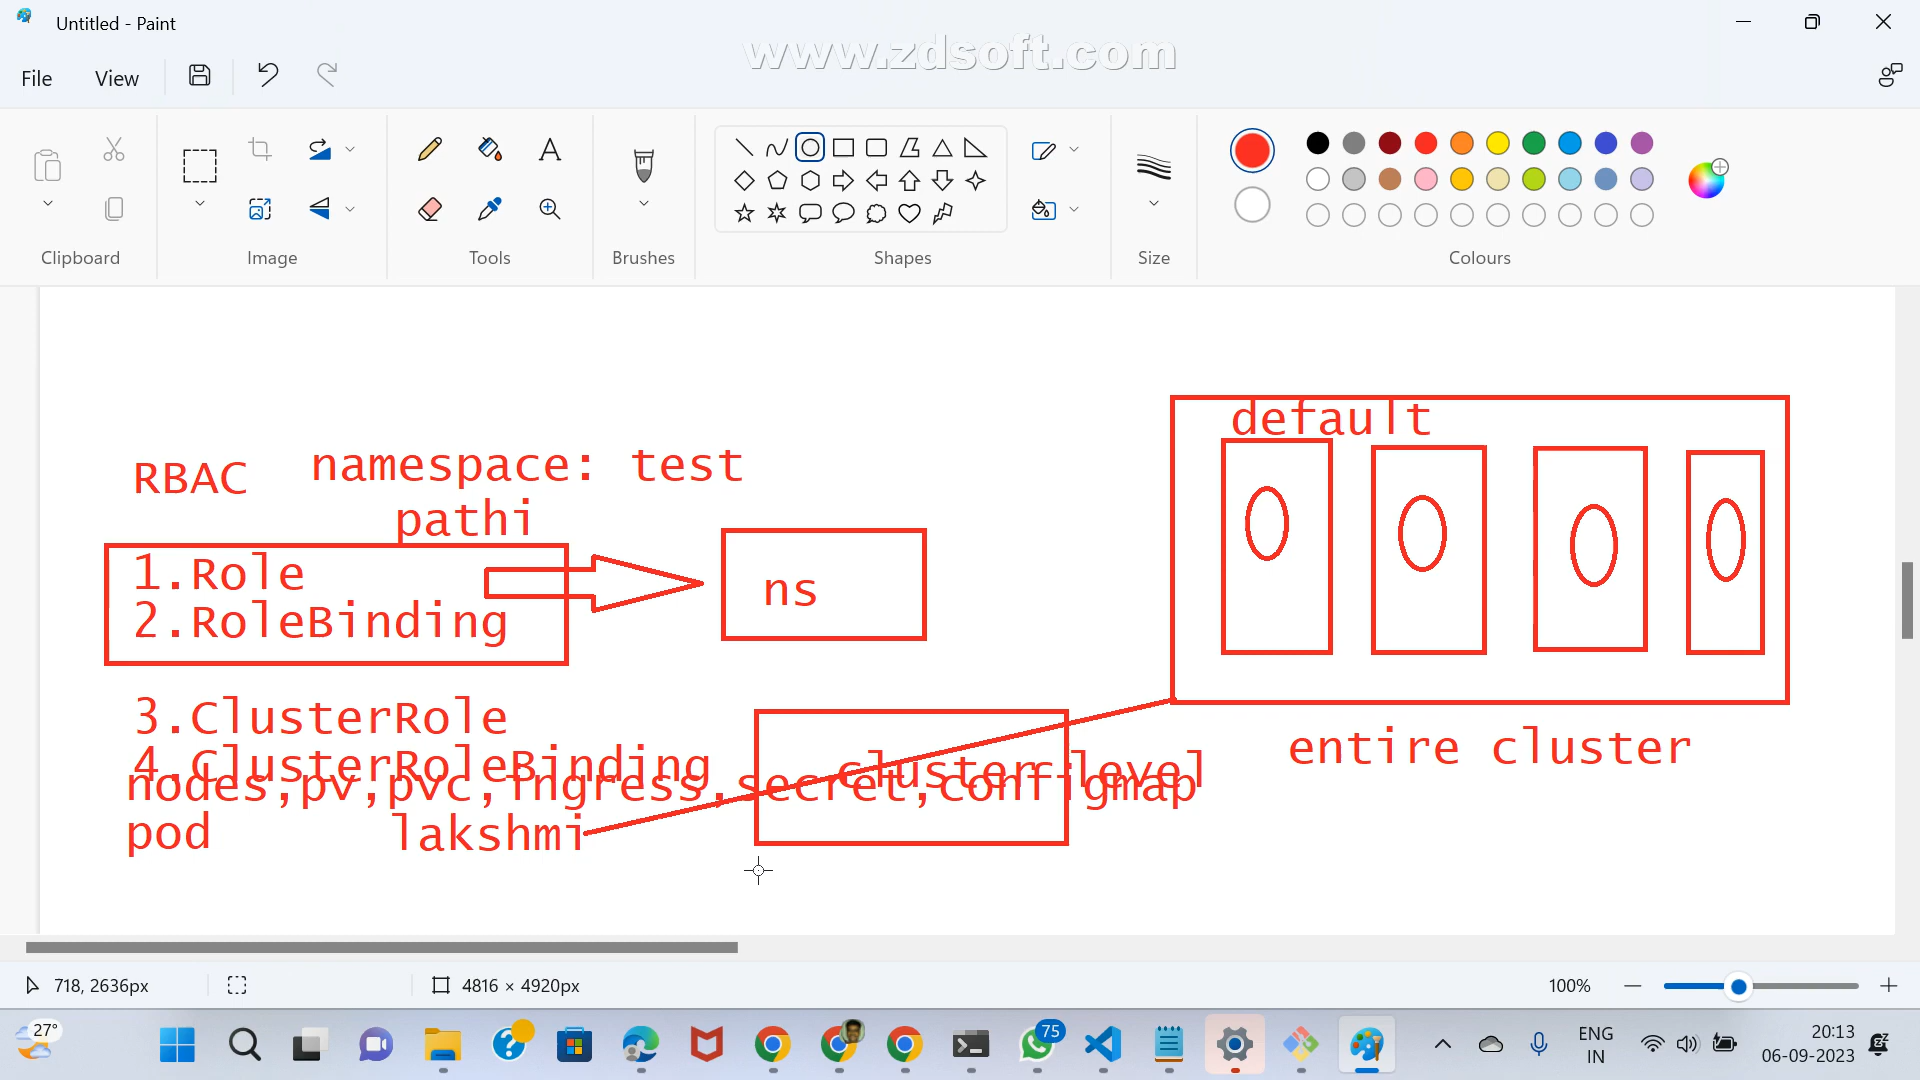 Untitled - Paint
www.zdsoft.com
File
View
Clipboard
Image
Tools
Brushes
Shapes
Size
Colours
default
RBAC
namespace: test
pathi
1.Role
2.RoleBinding
ns
3.ClusterRole
4.ClusterRoleBinding
cluster level
entire cluster
nodes,pv,pvc,ingress,secret,configmap
pod
lakshmi
718, 2636px
4816 × 4920px
100%
27°
75
ENG
IN
20:13
06-09-2023